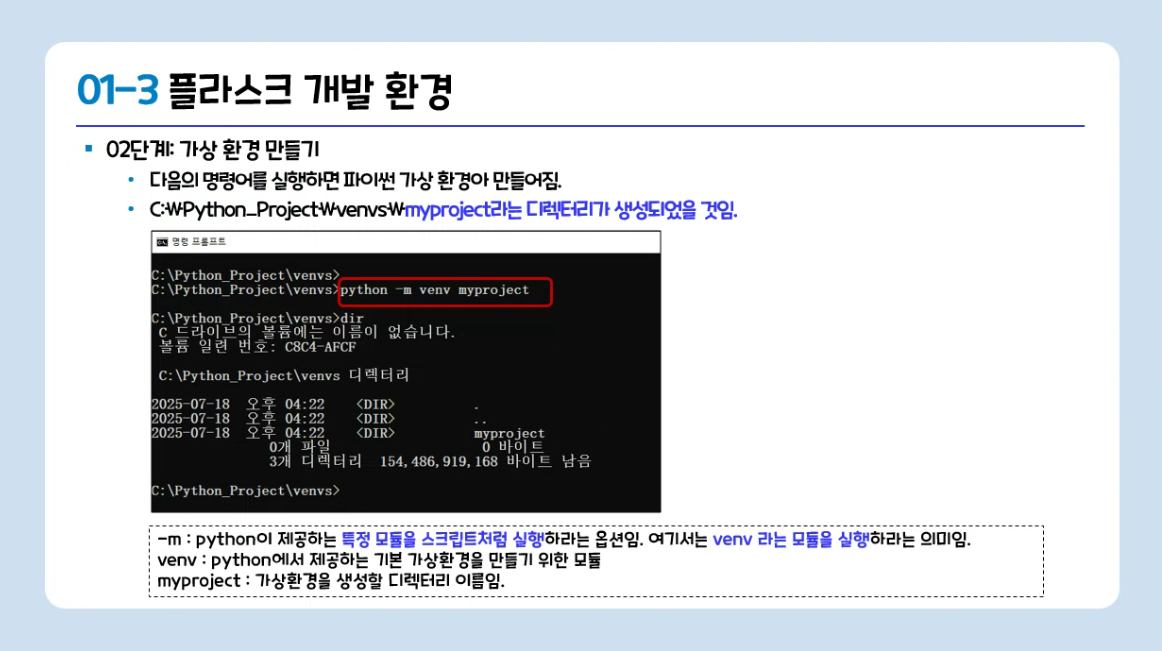 01-3 플라스크 개발 환경
02단계: 가상 환경 만들기
다음의 명령어를 실행하면 파이썬 가상 환경아 만들어짐.
C:₩Python_Project₩venvs₩myproject라는 디렉터리가 생성되었을 것임.
명령 프롬프트
C:\Python_Project\venvs>
C:\Python_Project\venvs>python -m venv myproject
C:\Python_Project\venvs>dir
C 드라이브의 볼륨에는 이름이 없습니다.
볼륨 일련 번호: C8C4-AFCF
C:\Python_Project\venvs 디렉터리
2025-07-18 오후 04:22 <DIR> .
2025-07-18 오후 04:22 <DIR> ..
2025-07-18 오후 04:22 <DIR> myproject
0개 파일 0 바이트
3개 디렉터리 154,486,919,168 바이트 남음
C:\Python_Project\venvs>
-m : python이 제공하는 특정 모듈을 스크립트처럼 실행하라는 옵션임. 여기서는 venv 라는 모듈을 실행하라는 의미임.
venv : python에서 제공하는 기본 가상환경을 만들기 위한 모듈
myproject : 가상환경을 생성할 디렉터리 이름임.